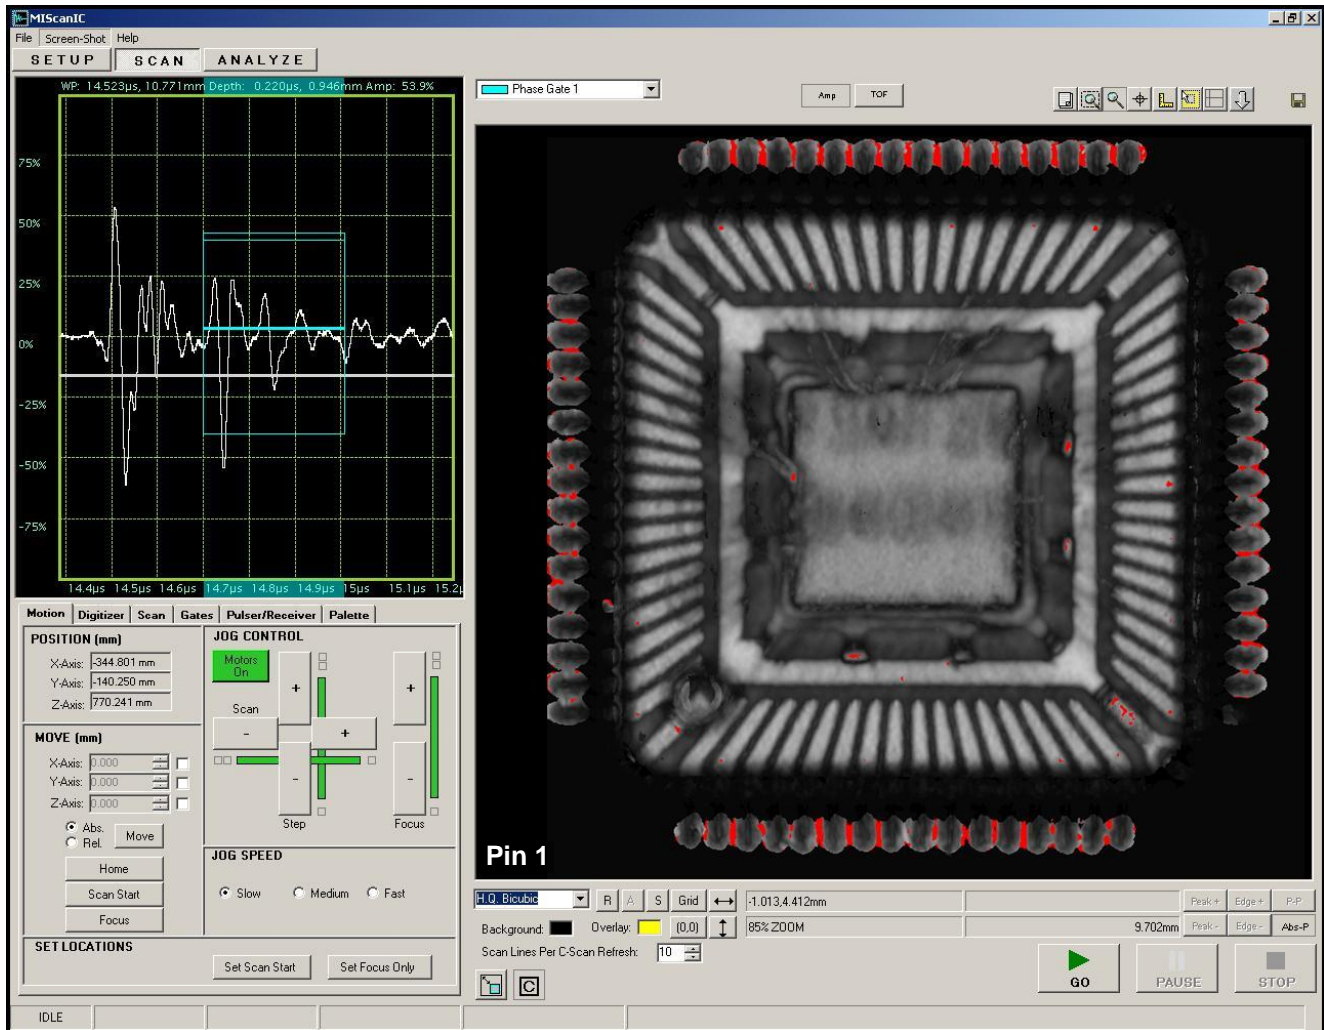 MIScanIC
File Screen-Shot Help
SETUP SCAN ANALYZE
WP: 14.523µs, 10.771mm Depth: 0.220µs, 0.946mm Amp: 53.9%
Phase Gate 1
Amp TOF
75%
50%
25%
0%
-25%
-50%
-75%
14.4µs 14.5µs 14.6µs 14.7µs 14.8µs 14.9µs 15µs 15.1µs 15.2µ
Motion Digitizer Scan Gates Pulser/Receiver Palette
POSITION (mm)
X-Axis: -344.801 mm
Y-Axis: -140.250 mm
Z-Axis: 770.241 mm
JOG CONTROL
Motors On
+ +
Scan
- +
- -
Step Focus
MOVE (mm)
X-Axis: 0.000
Y-Axis: 0.000
Z-Axis: 0.000
Abs.
Rel.
Move
Home
Scan Start
Focus
JOG SPEED
Slow Medium Fast
SET LOCATIONS
Set Scan Start Set Focus Only
Pin 1
H.Q. Bicubic R A S Grid -1.013,4.412mm Peak + Edge + P-P
Background: Overlay: (0,0) 85% ZOOM 9.702mm Peak - Edge - Abs-P
Scan Lines Per C-Scan Refresh: 10
C
GO PAUSE STOP
IDLE